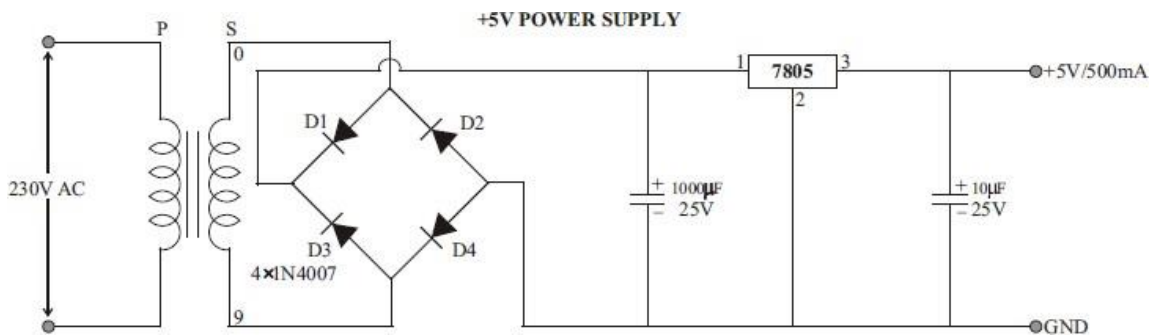 +5V POWER SUPPLY
P S
0
1 7805 3
2
+5V/500mA
D1 D2
230V AC
+ 1000µF
– 25V
+ 10µF
– 25V
D3 D4
4×1N4007
9
GND